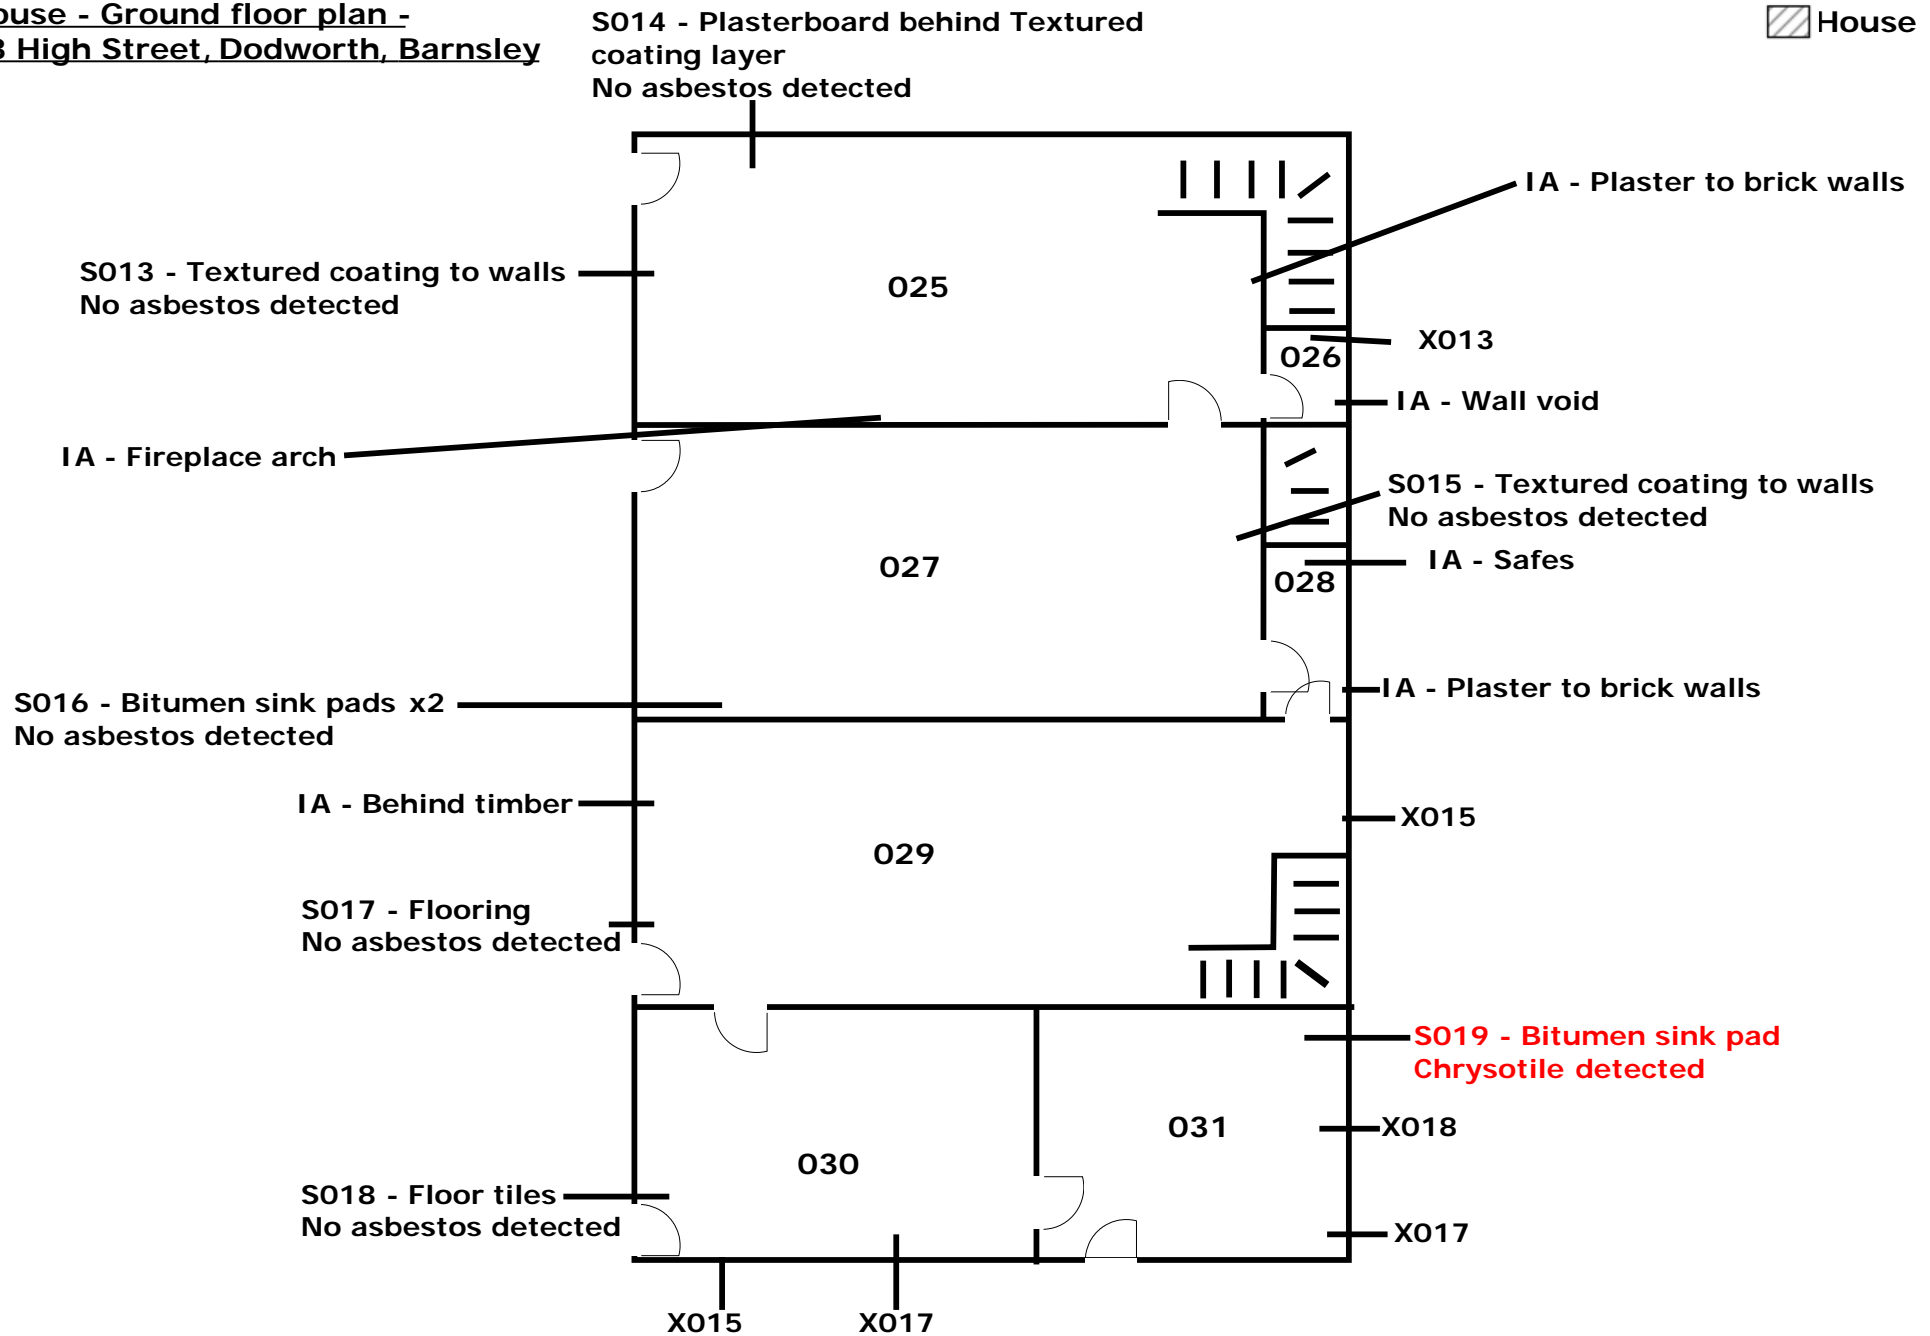 Ground floor plan -
High Street, Dodworth, Barnsley
S014 - Plasterboard behind Textured
coating layer
No asbestos detected
House
IA - Plaster to brick walls
S013 - Textured coating to walls
No asbestos detected
025
X013
026
IA - Wall void
IA - Fireplace arch
S015 - Textured coating to walls
No asbestos detected
027
IA - Safes
028
IA - Plaster to brick walls
S016 - Bitumen sink pads x2
No asbestos detected
IA - Behind timber
X015
029
S017 - Flooring
No asbestos detected
S019 - Bitumen sink pad
Chrysotile detected
031
X018
030
S018 - Floor tiles
No asbestos detected
X017
X015
X017